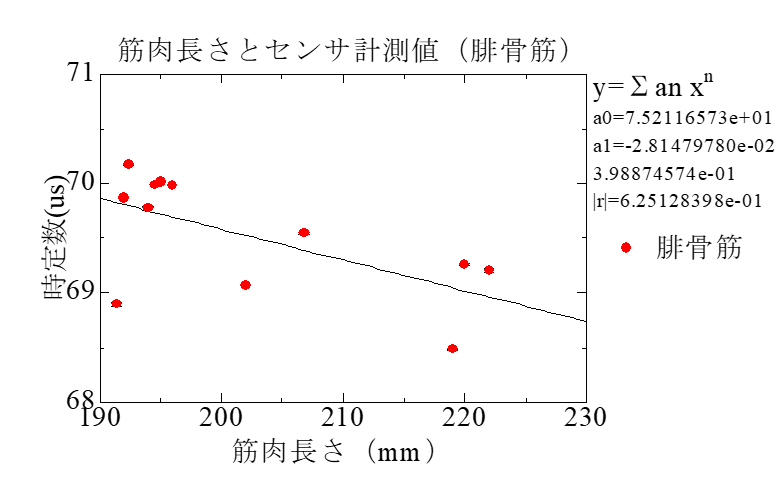 筋肉長さとセンサ計測値（腓骨筋）
71
70
69
68
時定数(us)
190 200 210 220 230
筋肉長さ（mm）
y=Σan xⁿ
a0=7.52116573e+01
a1=-2.81479780e-02
3.98874574e-01
|r|=6.25128398e-01
腓骨筋